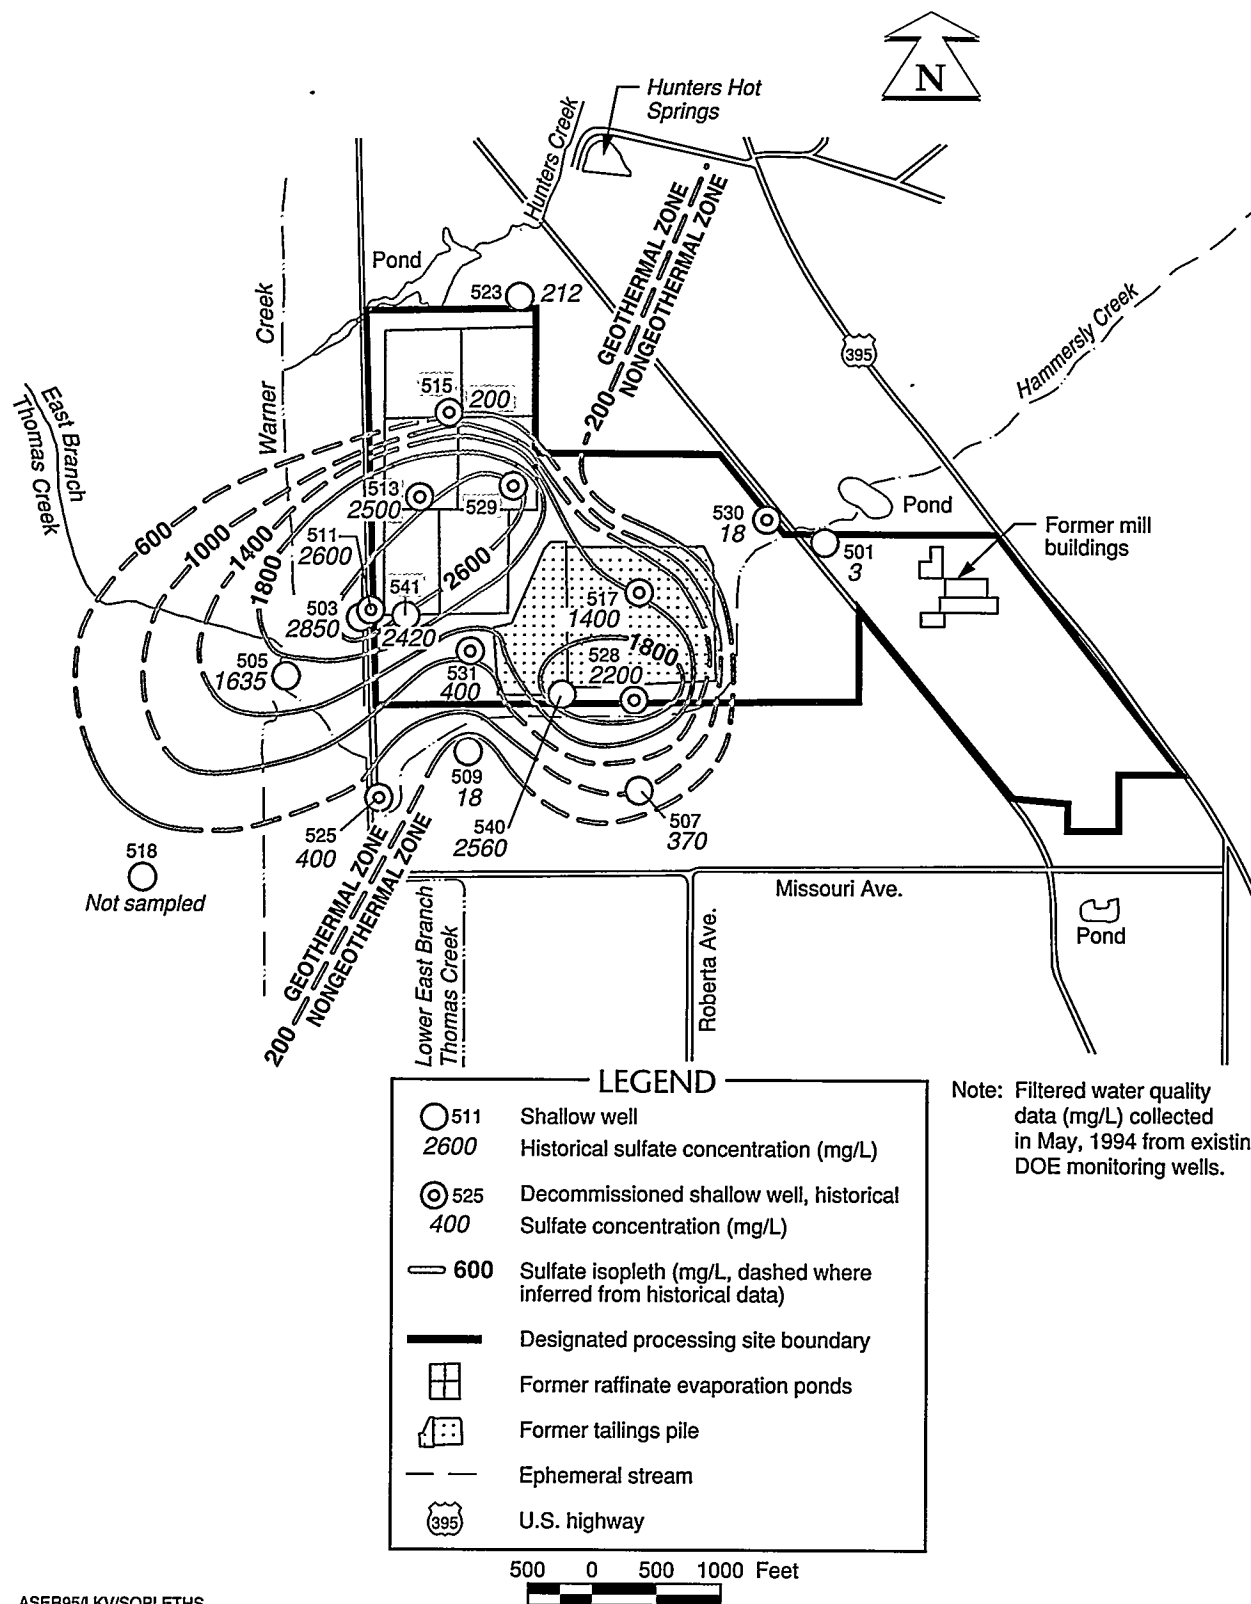 N
Hunters Hot
Springs
Hunters Creek
GEOTHERMAL ZONE
NONGEOTHERMAL ZONE
200
Pond
523
212
Warner Creek
395
Hammersly Creek
East Branch
Thomas Creek
515
200
600
1000
1400
1800
513
2500
529
2600
511
2600
541
2420
503
2850
505
1635
531
400
530
18
501
3
Pond
Former mill
buildings
517
1400
1800
528
2200
509
18
540
2560
507
370
525
400
518
Not sampled
200
GEOTHERMAL ZONE
NONGEOTHERMAL ZONE
Lower East Branch
Thomas Creek
Roberta Ave.
Missouri Ave.
Pond
LEGEND
511 Shallow well
2600 Historical sulfate concentration (mg/L)
525 Decommissioned shallow well, historical
400 Sulfate concentration (mg/L)
600 Sulfate isopleth (mg/L, dashed where
inferred from historical data)
Designated processing site boundary
Former raffinate evaporation ponds
Former tailings pile
Ephemeral stream
395 U.S. highway
Note: Filtered water quality
data (mg/L) collected
in May, 1994 from existin
DOE monitoring wells.
500 0 500 1000 Feet